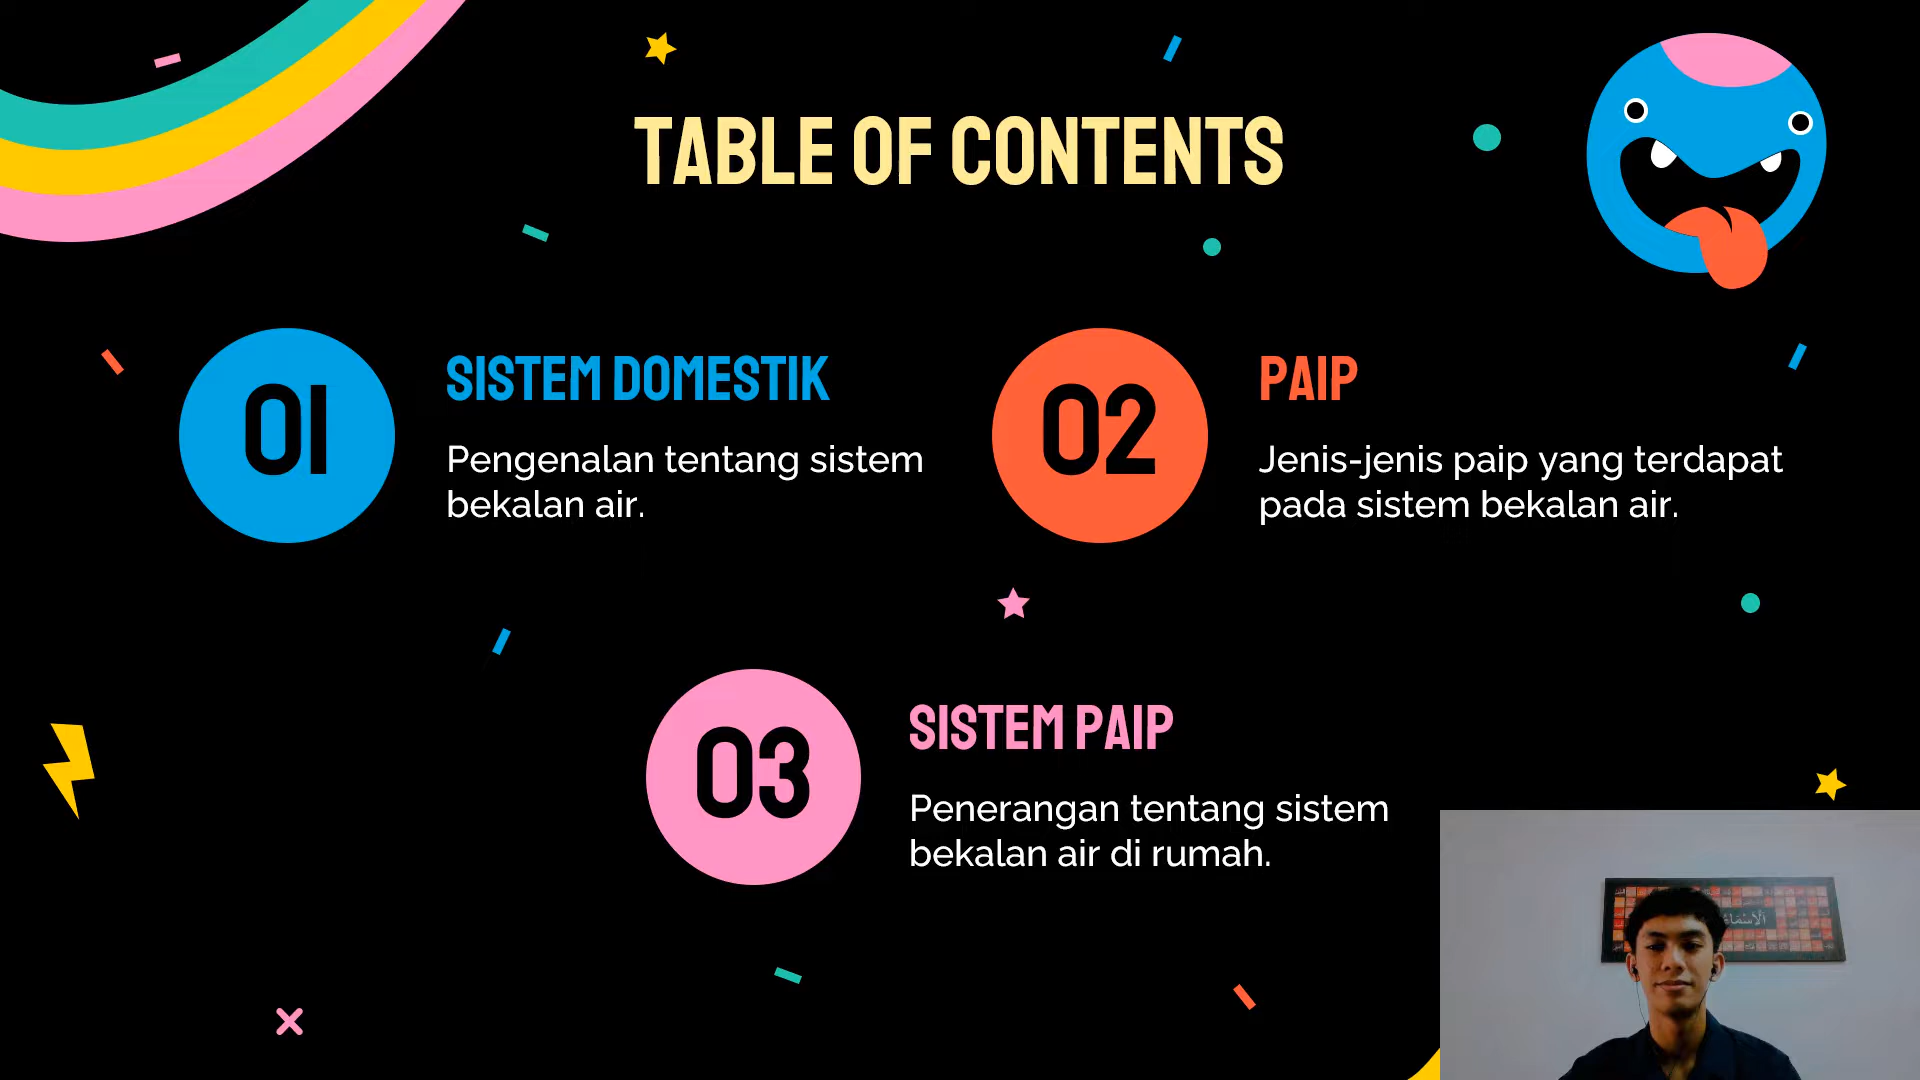 TABLE OF CONTENTS
01
SISTEM DOMESTIK
Pengenalan tentang sistem
bekalan air.
02
PAIP
Jenis-jenis paip yang terdapat
pada sistem bekalan air.
03
SISTEM PAIP
Penerangan tentang sistem
bekalan air di rumah.